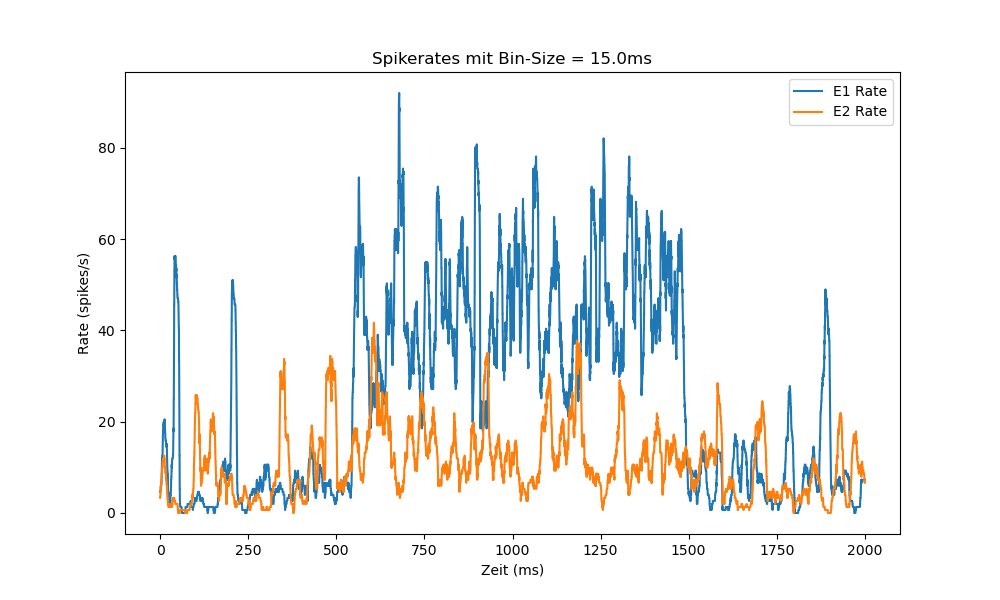 Spikerates mit Bin-Size = 15.0ms
E1 Rate
E2 Rate
Rate (spikes/s)
80
60
40
20
0
0 250 500 750 1000 1250 1500 1750 2000
Zeit (ms)